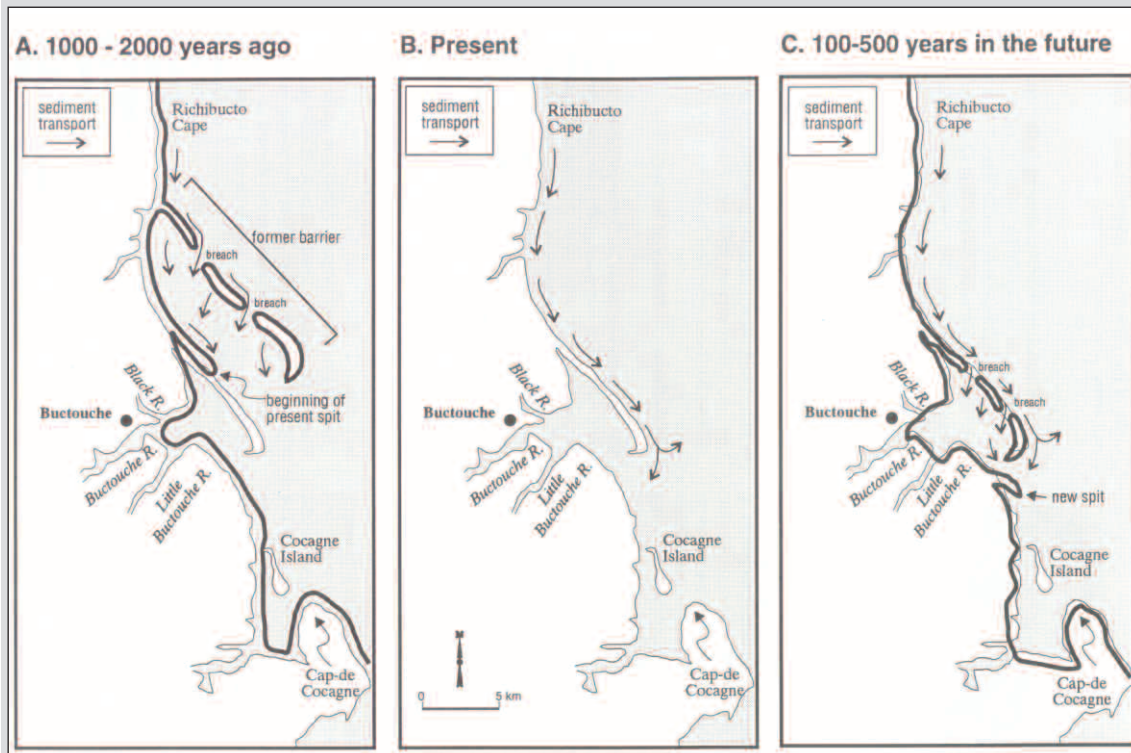 A. 1000 - 2000 years ago
sediment
transport
Richibucto
Cape
former barrier
breach
breach
beginning of
present spit
Black R.
Buctouche
Buctouche R.
Little
Buctouche R.
Cocagne
Island
Cap-de
Cocagne
B. Present
sediment
transport
Richibucto
Cape
Black R.
Buctouche
Buctouche R.
Little
Buctouche R.
Cocagne
Island
N
0 5 km
Cap-de
Cocagne
C. 100-500 years in the future
sediment
transport
Richibucto
Cape
breach
breach
Black R.
Buctouche
Buctouche R.
Little
Buctouche R.
new spit
Cocagne
Island
Cap-de
Cocagne